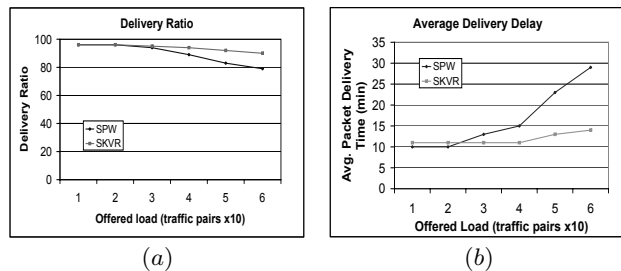 Delivery Ratio
Delivery Ratio
100
80
60
40
20
0
SPW
SKVR
1 2 3 4 5 6
Offered load (traffic pairs x10)
(a)
Average Delivery Delay
Avg. Packet Delivery
Time (min)
35
30
25
20
15
10
5
0
SPW
SKVR
1 2 3 4 5 6
Offered Load (traffic pairs x10)
(b)